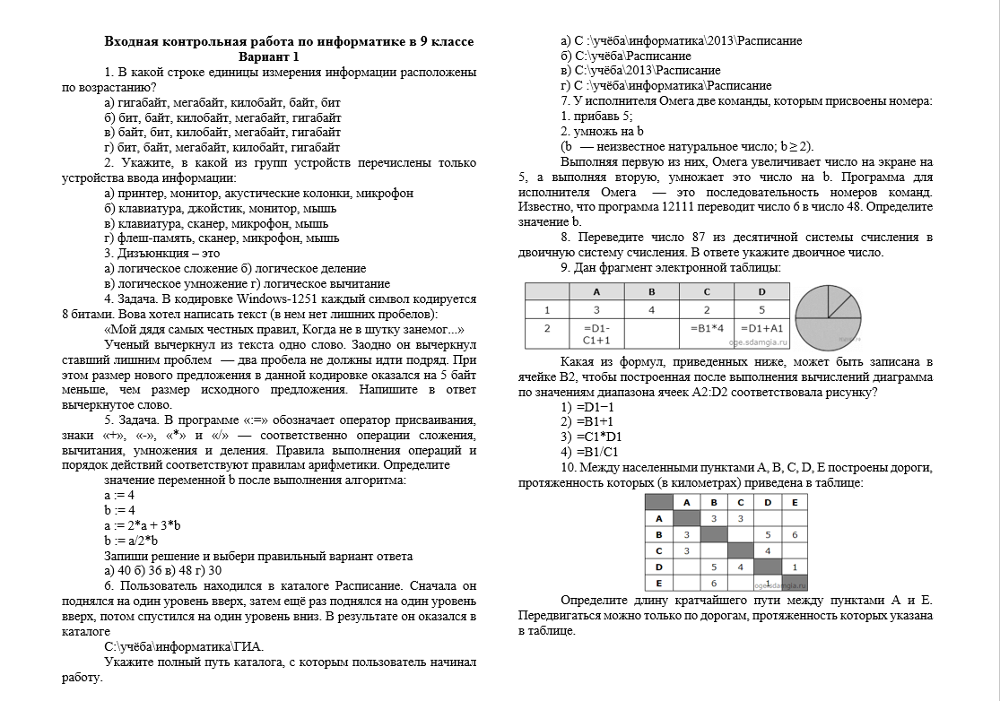 Входная контрольная работа по информатике в 9 классе
Вариант 1
1. В какой строке единицы измерения информации расположены
по возрастанию?
а) гигабайт, мегабайт, килобайт, байт, бит
б) бит, байт, килобайт, мегабайт, гигабайт
в) байт, бит, килобайт, мегабайт, гигабайт
г) бит, байт, мегабайт, килобайт, гигабайт
2. Укажите, в какой из групп устройств перечислены только
устройства ввода информации:
а) принтер, монитор, акустические колонки, микрофон
б) клавиатура, джойстик, монитор, мышь
в) клавиатура, сканер, микрофон, мышь
г) флеш-память, сканер, микрофон, мышь
3. Дизъюнкция – это
а) логическое сложение б) логическое деление
в) логическое умножение г) логическое вычитание
4. Задача. В кодировке Windows-1251 каждый символ кодируется
8 битами. Вова хотел написать текст (в нем нет лишних пробелов):
«Мой дядя самых честных правил, Когда не в шутку занемог...»
Ученый вычеркнул из текста одно слово. Заодно он вычеркнул
ставший лишним проблем — два пробела не должны идти подряд. При
этом размер нового предложения в данной кодировке оказался на 5 байт
меньше, чем размер исходного предложения. Напишите в ответ
вычеркнутое слово.
5. Задача. В программе «:=» обозначает оператор присваивания,
знаки «+», «-», «*» и «/» — соответственно операции сложения,
вычитания, умножения и деления. Правила выполнения операций и
порядок действий соответствуют правилам арифметики. Определите
значение переменной b после выполнения алгоритма:
a := 4
b := 4
a := 2*a + 3*b
b := a/2*b
Запиши решение и выбери правильный вариант ответа
а) 40 б) 36 в) 48 г) 30
6. Пользователь находился в каталоге Расписание. Сначала он
поднялся на один уровень вверх, затем ещё раз поднялся на один уровень
вверх, потом спустился на один уровень вниз. В результате он оказался в
каталоге
С:\учёба\информатика\ГИА.
Укажите полный путь каталога, с которым пользователь начинал
работу.
а) С :\учёба\информатика\2013\Расписание
б) С:\учёба\Расписание
в) С:\учёба\2013\Расписание
г) С :\учёба\информатика\Расписание
7. У исполнителя Омега две команды, которым присвоены номера:
1. прибавь 5;
2. умножь на b
(b — неизвестное натуральное число; b ≥ 2).
Выполняя первую из них, Омега увеличивает число на экране на
5, а выполняя вторую, умножает это число на b. Программа для
исполнителя Омега — это последовательность номеров команд.
Известно, что программа 12111 переводит число 6 в число 48. Определите
значение b.
8. Переведите число 87 из десятичной системы счисления в
двоичную систему счисления. В ответе укажите двоичное число.
9. Дан фрагмент электронной таблицы:
A B C D
1 3 4 2 5
2 =D1-C1+1 =B1*4 =D1+A1
oge.sdamgia.ru
Какая из формул, приведенных ниже, может быть записана в
ячейке B2, чтобы построенная после выполнения вычислений диаграмма
по значениям диапазона ячеек A2:D2 соответствовала рисунку?
1) =D1−1
2) =B1+1
3) =C1*D1
4) =B1/C1
10. Между населенными пунктами A, B, C, D, E построены дороги,
протяженность которых (в километрах) приведена в таблице:
A B C D E
A 3 3
B 3 5 6
C 3 4
D 5 4 1
E 6 1
oge.sdamgia.ru
Определите длину кратчайшего пути между пунктами А и Е.
Передвигаться можно только по дорогам, протяженность которых указана
в таблице.